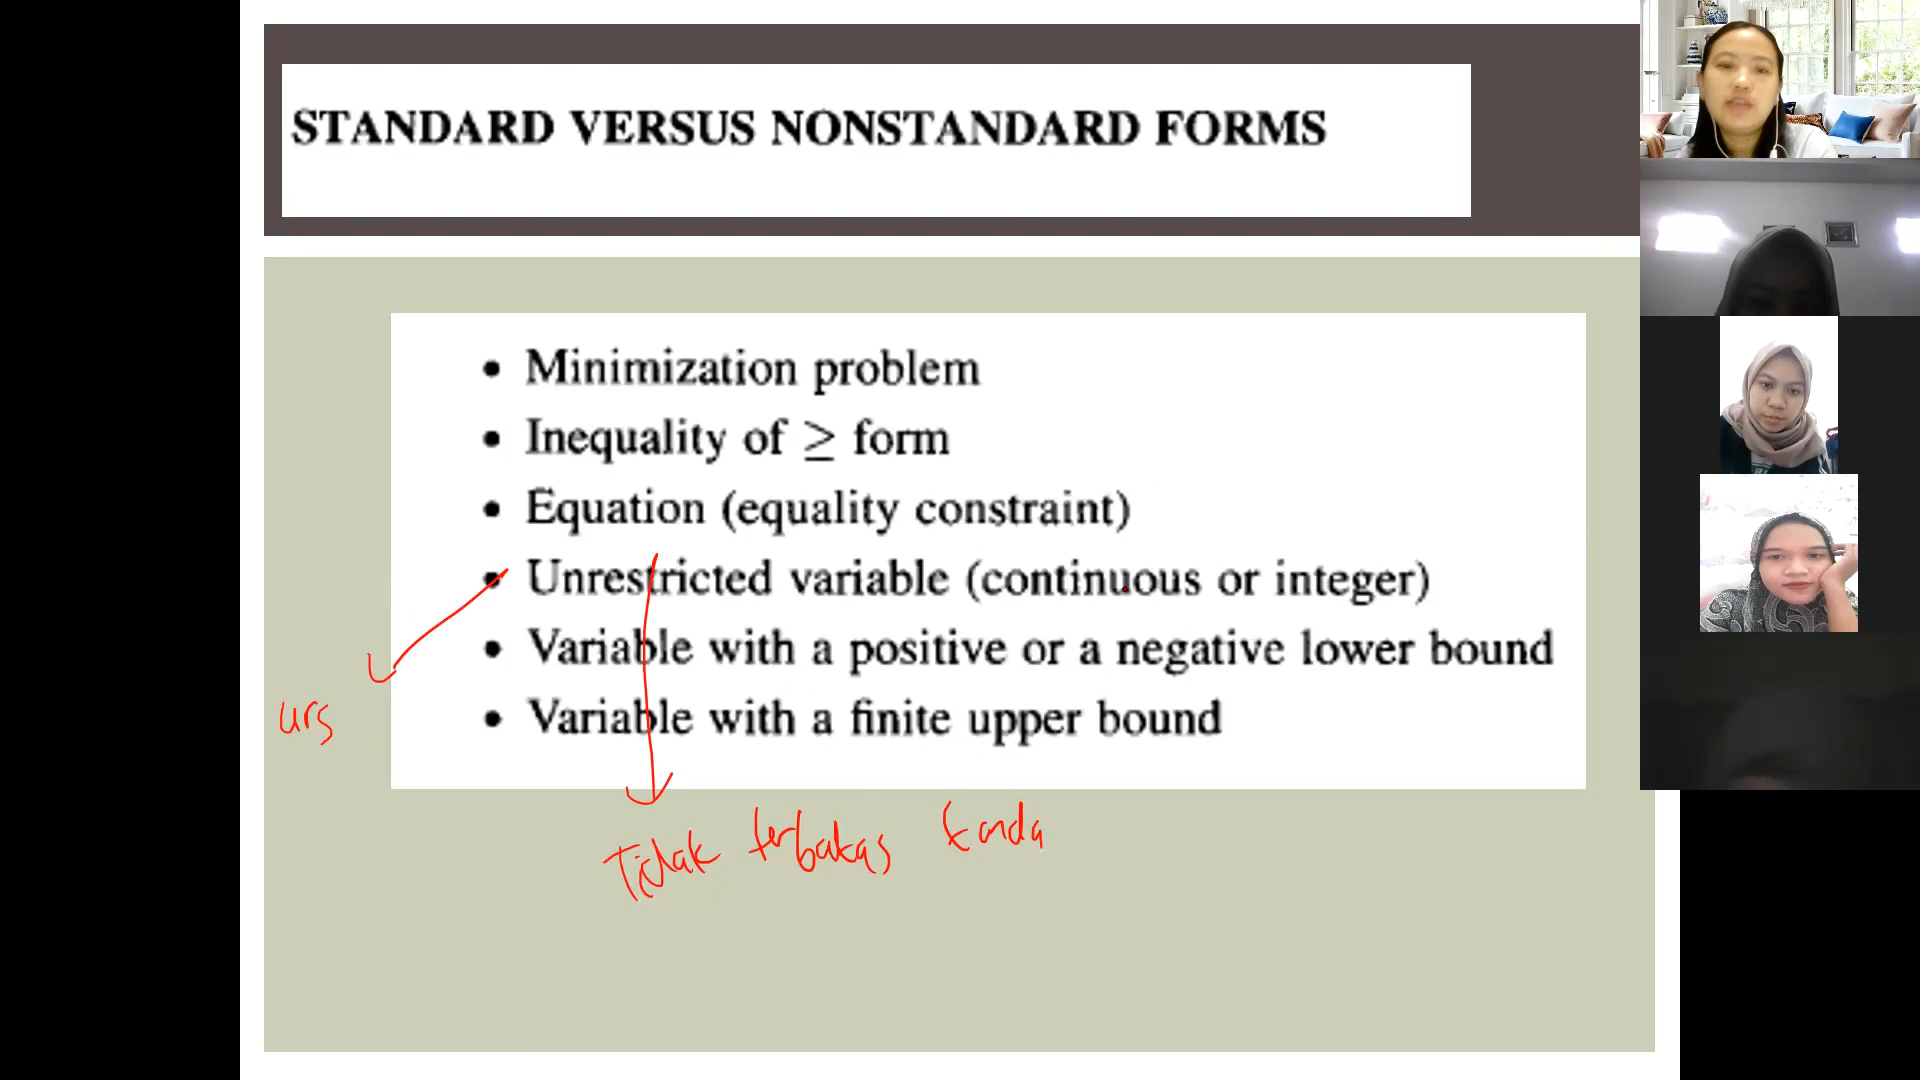 STANDARD VERSUS NONSTANDARD FORMS
• Minimization problem
• Inequality of ≥ form
• Equation (equality constraint)
• Unrestricted variable (continuous or integer)
• Variable with a positive or a negative lower bound
• Variable with a finite upper bound
urs
Tidak terbatas tanda